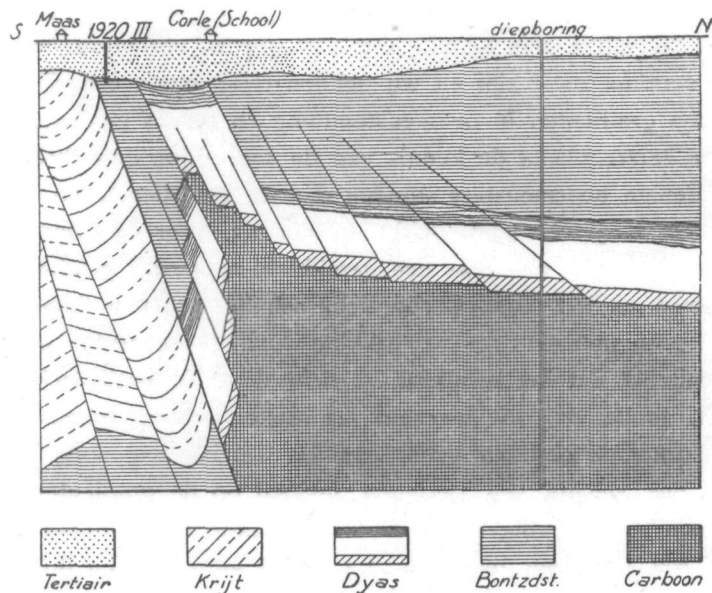 S Maas 1920 III Corle (School) diepboring N
Tertiair Krijt Dyas Bontzdst. Carboon